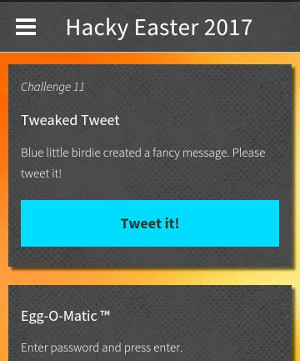 Hacky Easter 2017
Challenge 11
Tweaked Tweet
Blue little birdie created a fancy message. Please
tweet it!
Tweet it!
Egg-O-Matic ™
Enter password and press enter.